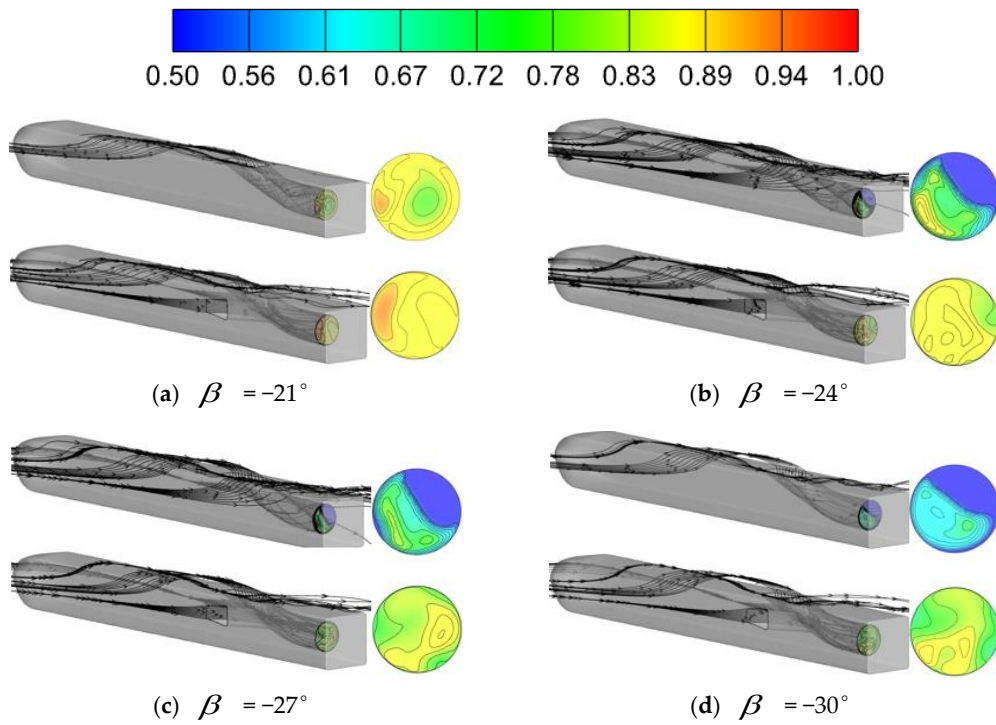 0.50 0.56 0.61 0.67 0.72 0.78 0.83 0.89 0.94 1.00
(a) β = −21°
(b) β = −24°
(c) β = −27°
(d) β = −30°